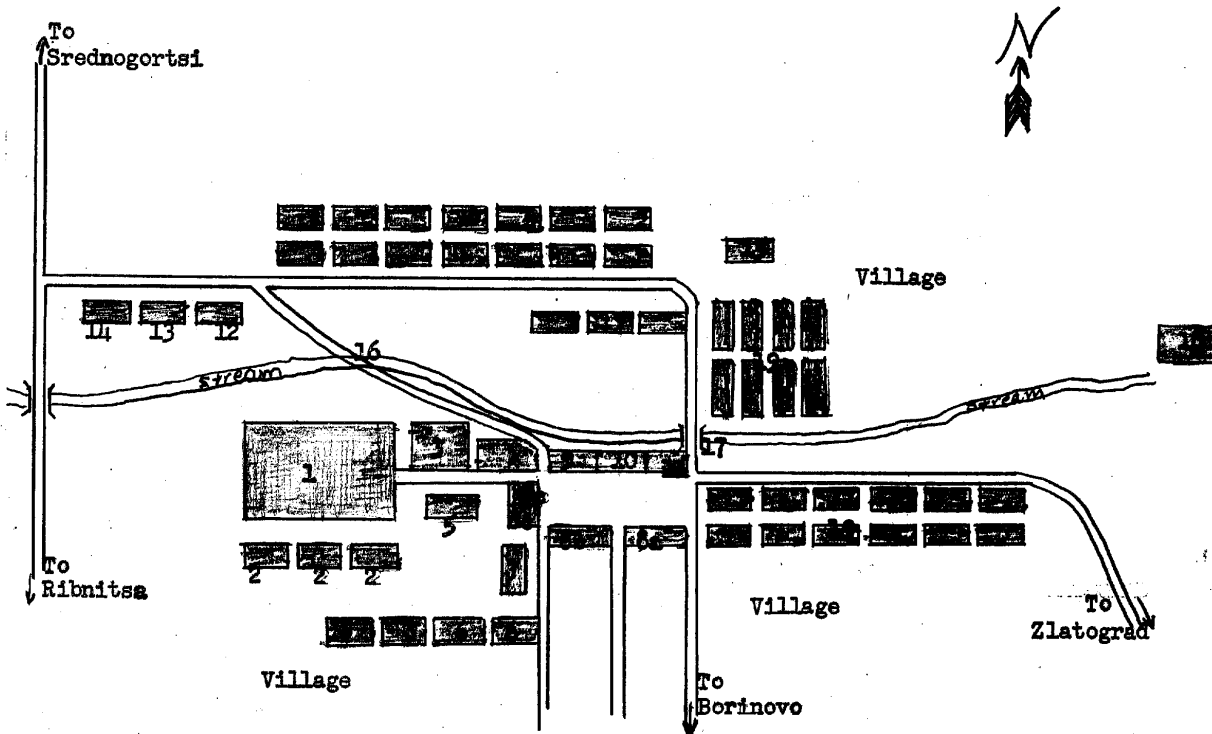 N
To
Srednogortsi
Village
14
13
12
16
stream
stream
17
1
10
5
2
2
2
To
Ribnitsa
Village
Village
To
Zlatograd
To
Borinovo